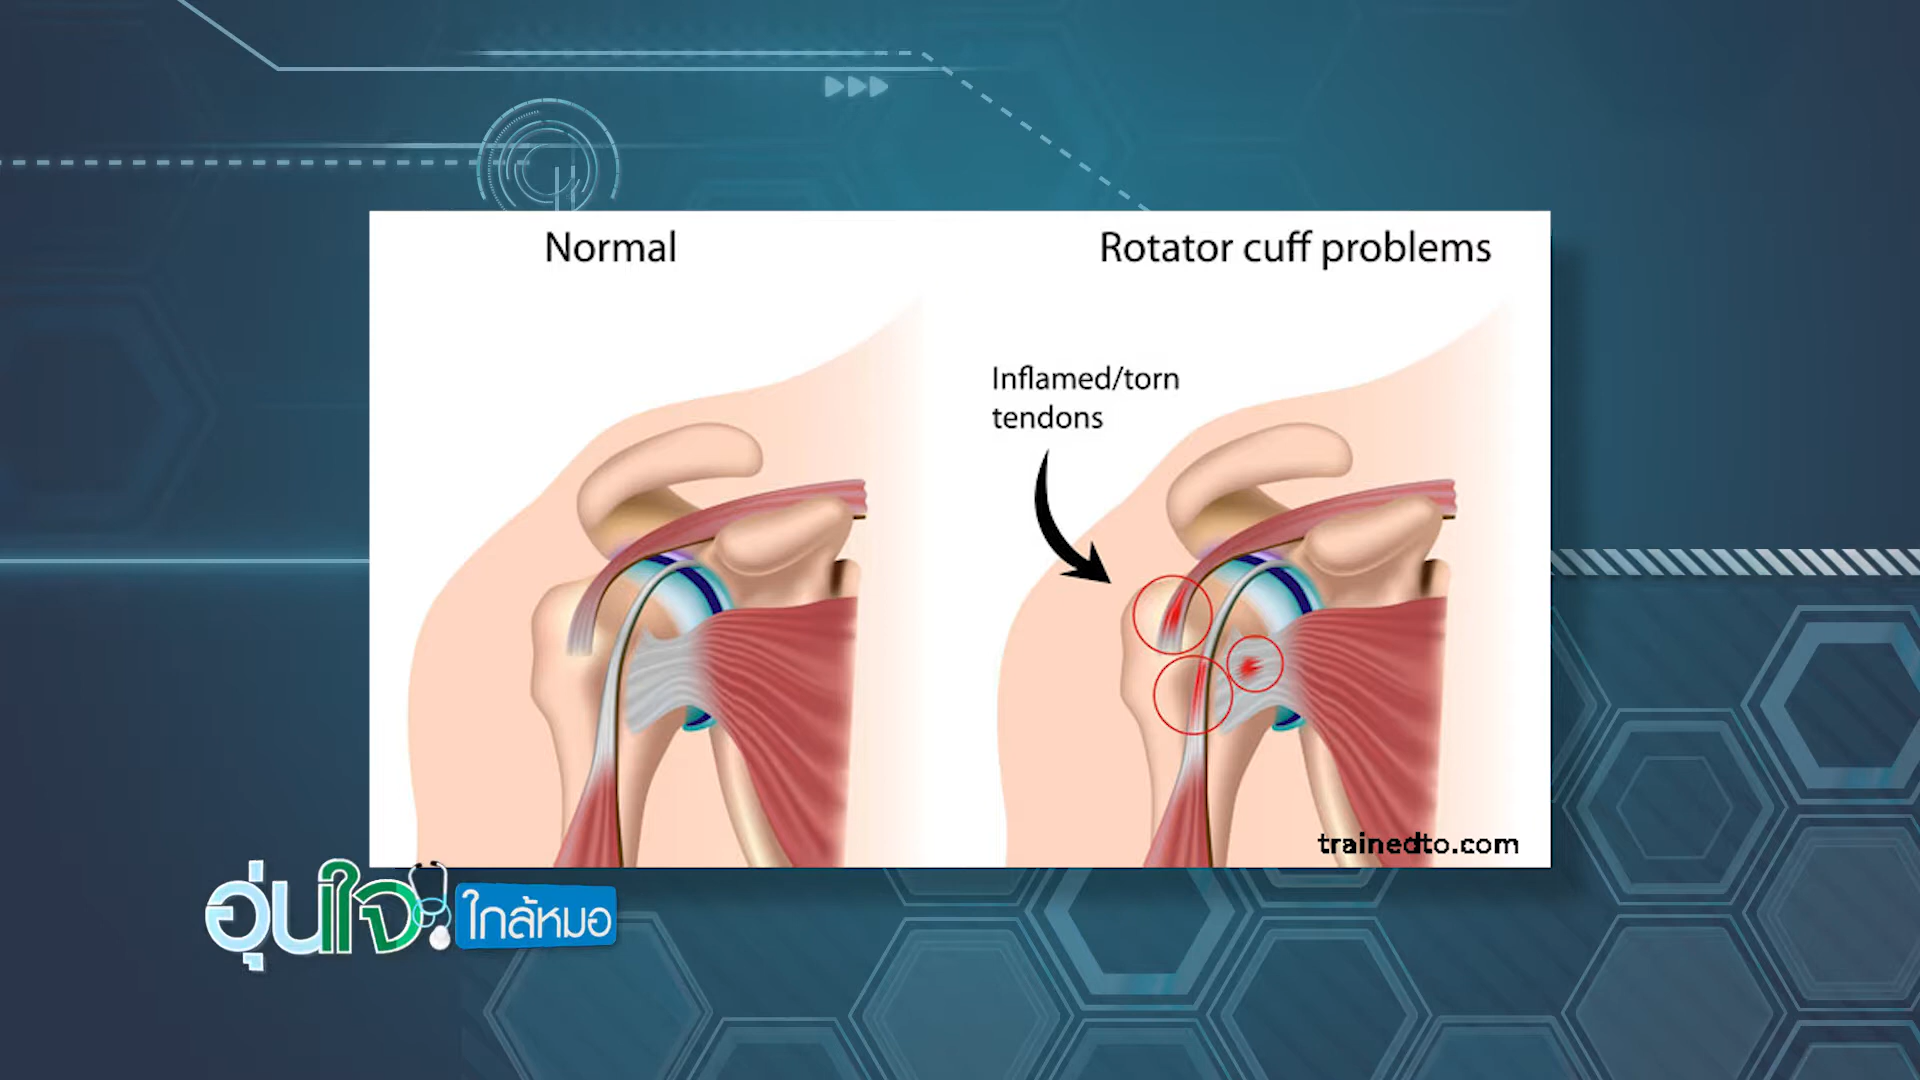 Normal
Rotator cuff problems
Inflamed/torn
tendons
trainedto.com
อุ่นใจ
ใกล้หมอ